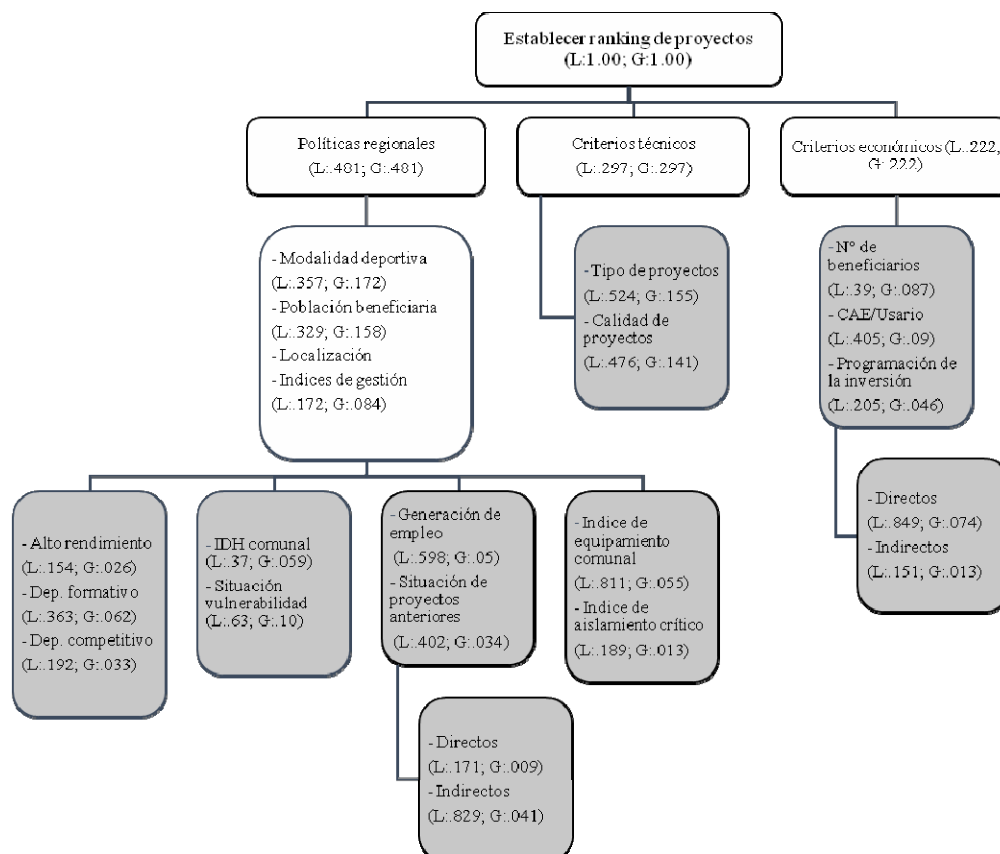 Establecer ranking de proyectos
(L:1.00; G:1.00)
Políticas regionales
(L:.481; G:.481)
Criterios técnicos
(L:.297; G:.297)
Criterios económicos (L:.222;
G:.222)
- Modalidad deportiva
(L:.357; G:.172)
- Población beneficiaria
(L:.329; G:.158)
- Localización
- Indices de gestión
(L:.172; G:.084)
- Tipo de proyectos
(L:.524; G:.155)
- Calidad de
proyectos
(L:.476; G:.141)
- Nº de
beneficiarios
(L:.39; G:.087)
- CAE/Usario
(L:.405; G:.09)
- Programación de
la inversión
(L:.205; G:.046)
- Directos
(L:.849; G:.074)
- Indirectos
(L:.151; G:.013)
- Alto rendimiento
(L:.154; G:.026)
- Dep. formativo
(L:.363; G:.062)
- Dep. competitivo
(L:.192; G:.033)
- IDH comunal
(L:.37; G:.059)
- Situación
vulnerabilidad
(L:.63; G:.10)
- Generación de
empleo
(L:.598; G:.05)
- Situación de
proyectos
anteriores
(L:.402; G:.034)
- Indice de
equipamiento
comunal
(L:.811; G:.055)
- Indice de
aislamiento crítico
(L:.189; G:.013)
- Directos
(L:.171; G:.009)
- Indirectos
(L:.829; G:.041)